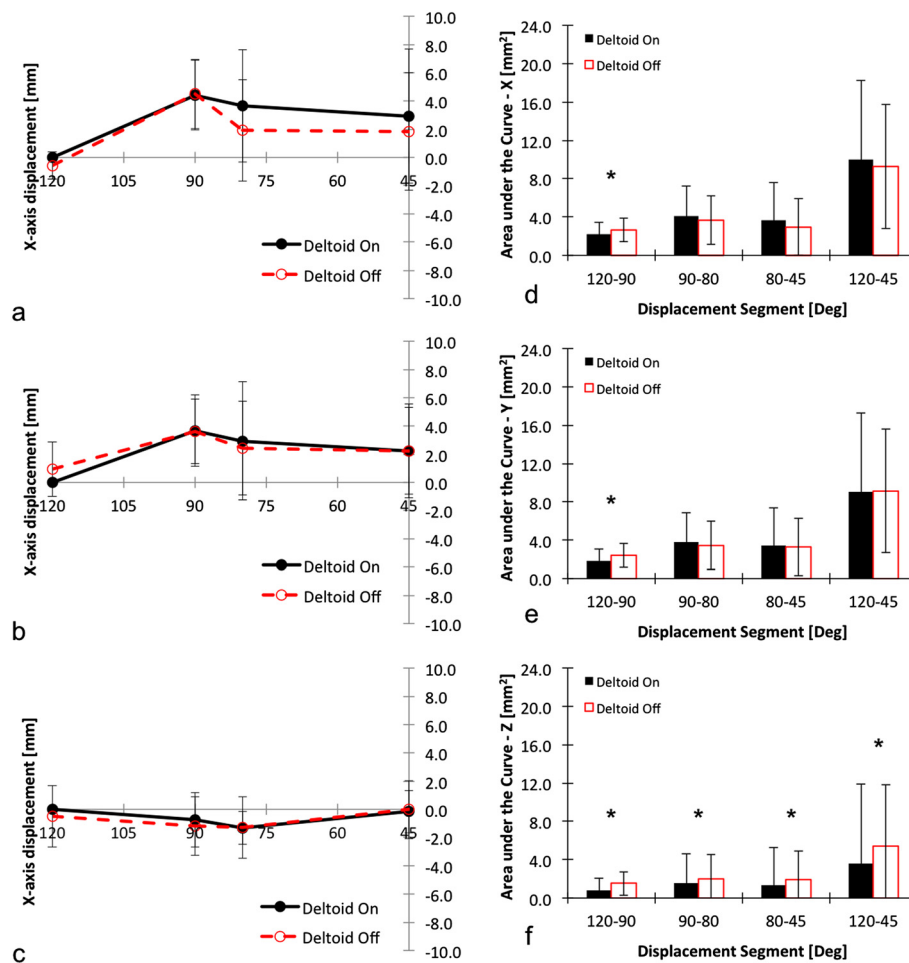 10.0
8.0
6.0
4.0
2.0
0.0
-2.0
-4.0
-6.0
-8.0
-10.0
120 105 90 75 60 45
X-axis displacement [mm]
Deltoid On
Deltoid Off
a
24.0
20.0
16.0
12.0
8.0
4.0
0.0
Area under the Curve - X [mm²]
Deltoid On
Deltoid Off
*
120-90 90-80 80-45 120-45
Displacement Segment [Deg]
d
10.0
8.0
6.0
4.0
2.0
0.0
-2.0
-4.0
-6.0
-8.0
-10.0
120 105 90 75 60 45
X-axis displacement [mm]
Deltoid On
Deltoid Off
b
24.0
20.0
16.0
12.0
8.0
4.0
0.0
Area under the Curve - Y [mm²]
Deltoid On
Deltoid Off
*
120-90 90-80 80-45 120-45
Displacement Segment [Deg]
e
10.0
8.0
6.0
4.0
2.0
0.0
-2.0
-4.0
-6.0
-8.0
-10.0
120 105 90 75 60 45
X-axis displacement [mm]
Deltoid On
Deltoid Off
c
24.0
20.0
16.0
12.0
8.0
4.0
0.0
Area under the Curve - Z [mm²]
Deltoid On
Deltoid Off
* * * *
120-90 90-80 80-45 120-45
Displacement Segment [Deg]
f